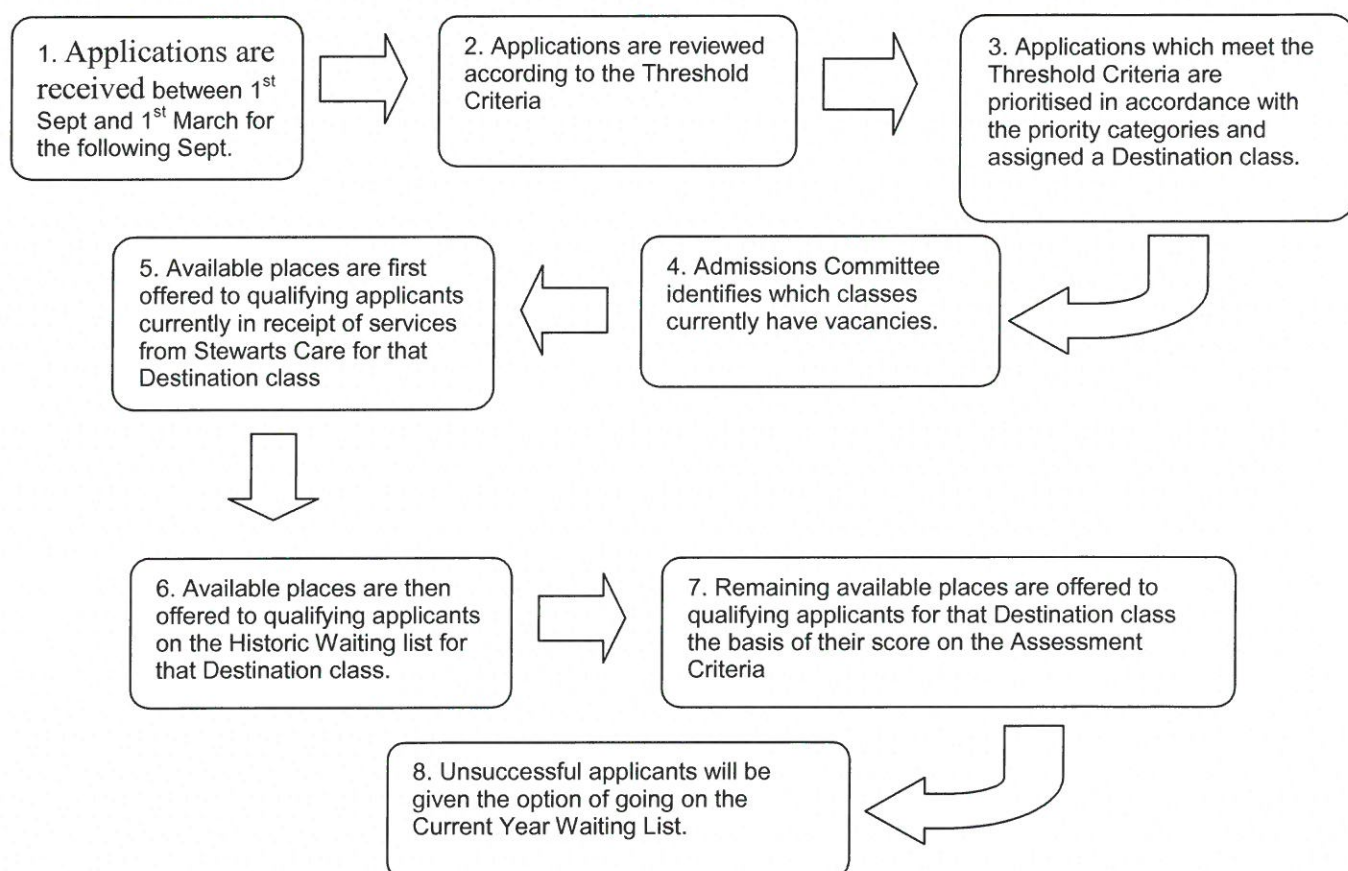 1. Applications are
received between 1st
Sept and 1st March for
the following Sept.
2. Applications are reviewed
according to the Threshold
Criteria
3. Applications which meet the
Threshold Criteria are
prioritised in accordance with
the priority categories and
assigned a Destination class.
4. Admissions Committee
identifies which classes
currently have vacancies.
5. Available places are first
offered to qualifying applicants
currently in receipt of services
from Stewarts Care for that
Destination class
6. Available places are then
offered to qualifying applicants
on the Historic Waiting list for
that Destination class.
7. Remaining available places are offered to
qualifying applicants for that Destination class
the basis of their score on the Assessment
Criteria
8. Unsuccessful applicants will be
given the option of going on the
Current Year Waiting List.